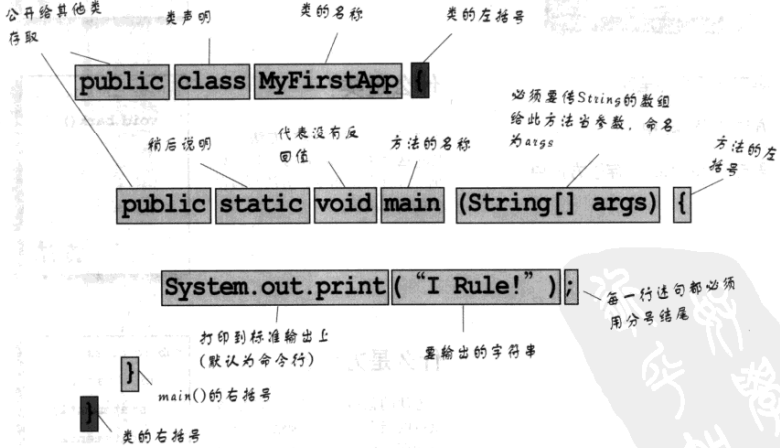 公开给其他类
存取
类声明
类的名称
类的左括号
public class MyFirstApp {
稍后说明
代表没有反
回值
方法的名称
必须要传String的数组
给此方法当参数，命名
为args
方法的左
括号
public static void main (String[] args) {
System.out.print(“I Rule!”);
打印到标准输出上
(默认为命令行)
要输出的字符串
每一行述句都必须
用分号结尾
}
main()的右括号
}
类的右括号